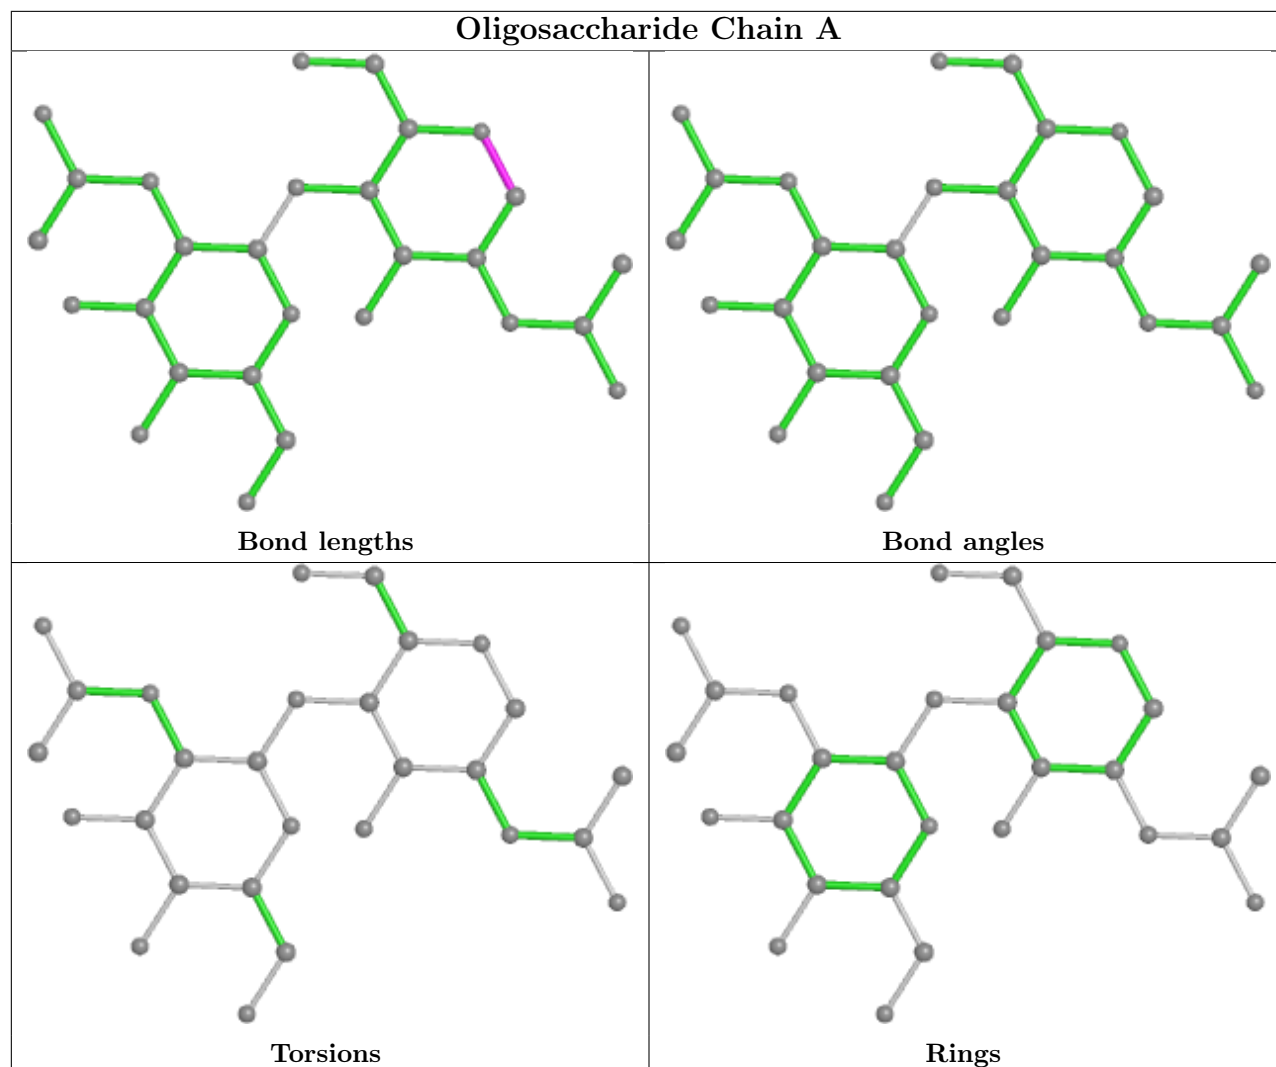 Oligosaccharide Chain A
Bond lengths
Bond angles
Torsions
Rings